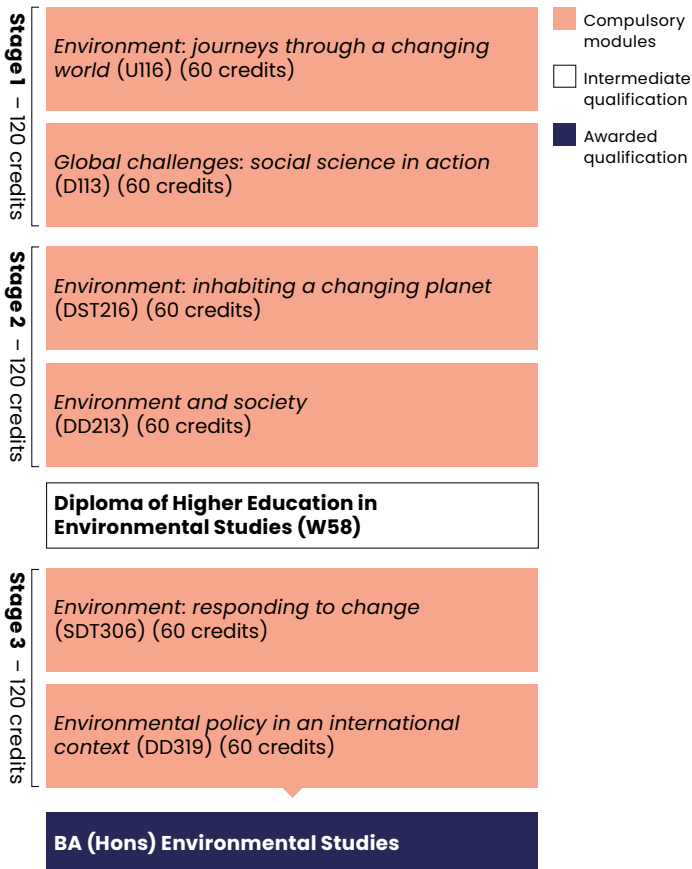 Stage 1 – 120 credits
Environment: journeys through a changing
world (U116) (60 credits)
Global challenges: social science in action
(D113) (60 credits)
Stage 2 – 120 credits
Environment: inhabiting a changing planet
(DST216) (60 credits)
Environment and society
(DD213) (60 credits)
Diploma of Higher Education in
Environmental Studies (W58)
Stage 3 – 120 credits
Environment: responding to change
(SDT306) (60 credits)
Environmental policy in an international
context (DD319) (60 credits)
BA (Hons) Environmental Studies
Compulsory
modules
Intermediate
qualification
Awarded
qualification